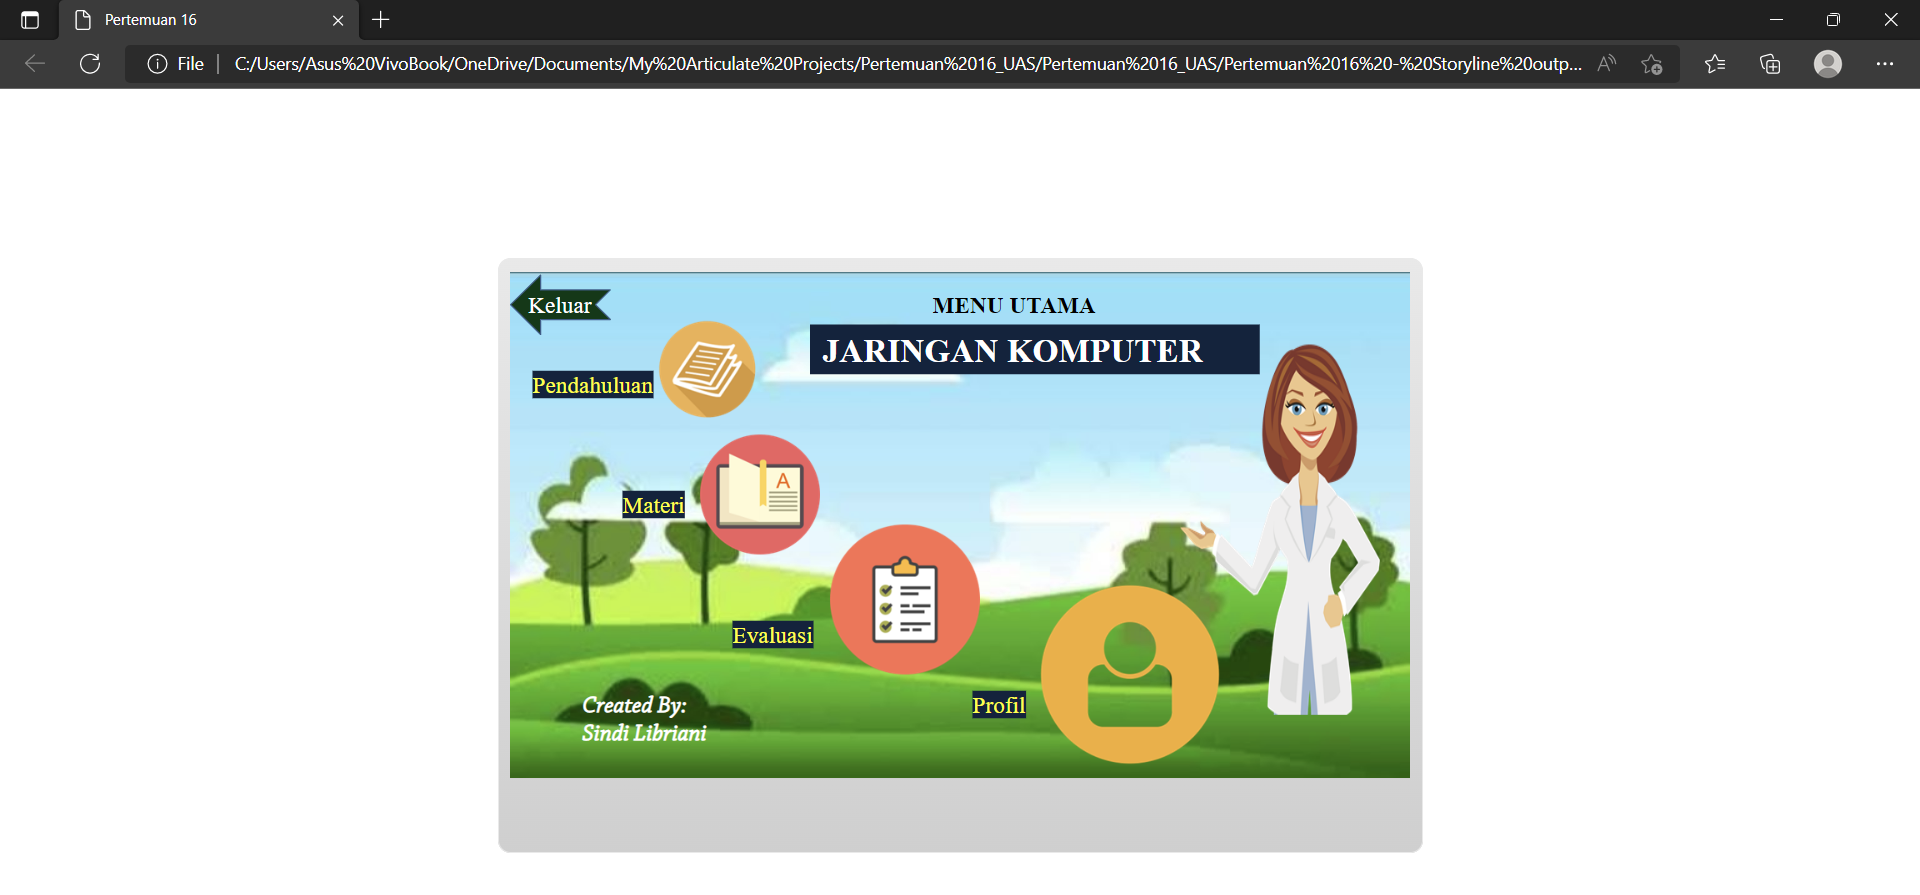 Pertemuan 16
File
C:/Users/Asus%20VivoBook/OneDrive/Documents/My%20Articulate%20Projects/Pertemuan%2016_UAS/Pertemuan%2016_UAS/Pertemuan%2016%20-%20Storyline%20outp...
Keluar
MENU UTAMA
JARINGAN KOMPUTER
Pendahuluan
A
Materi
Evaluasi
Profil
Created By:
Sindi Libriani